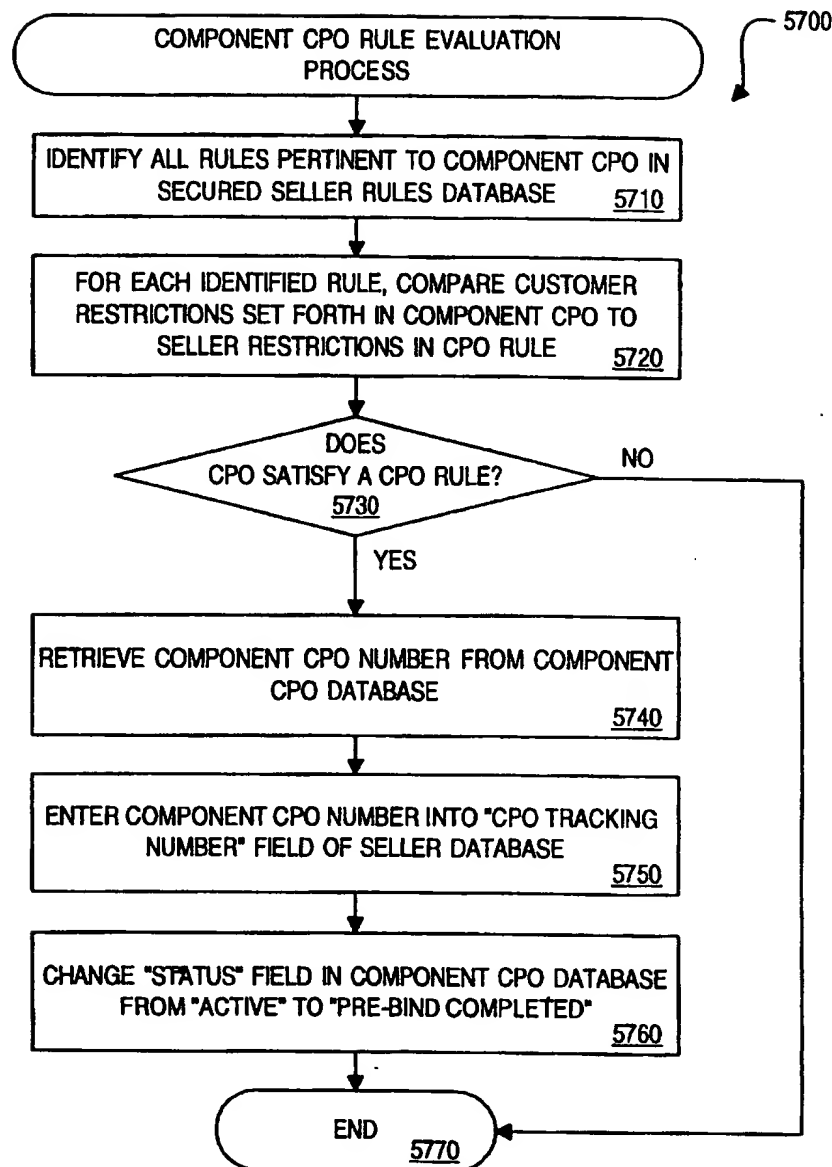 COMPONENT CPO RULE EVALUATION
PROCESS
5700
IDENTIFY ALL RULES PERTINENT TO COMPONENT CPO IN
SECURED SELLER RULES DATABASE
5710
FOR EACH IDENTIFIED RULE, COMPARE CUSTOMER
RESTRICTIONS SET FORTH IN COMPONENT CPO TO
SELLER RESTRICTIONS IN CPO RULE
5720
DOES
CPO SATISFY A CPO RULE?
5730
NO
YES
RETRIEVE COMPONENT CPO NUMBER FROM COMPONENT
CPO DATABASE
5740
ENTER COMPONENT CPO NUMBER INTO "CPO TRACKING
NUMBER" FIELD OF SELLER DATABASE
5750
CHANGE "STATUS" FIELD IN COMPONENT CPO DATABASE
FROM "ACTIVE" TO "PRE-BIND COMPLETED"
5760
END
5770